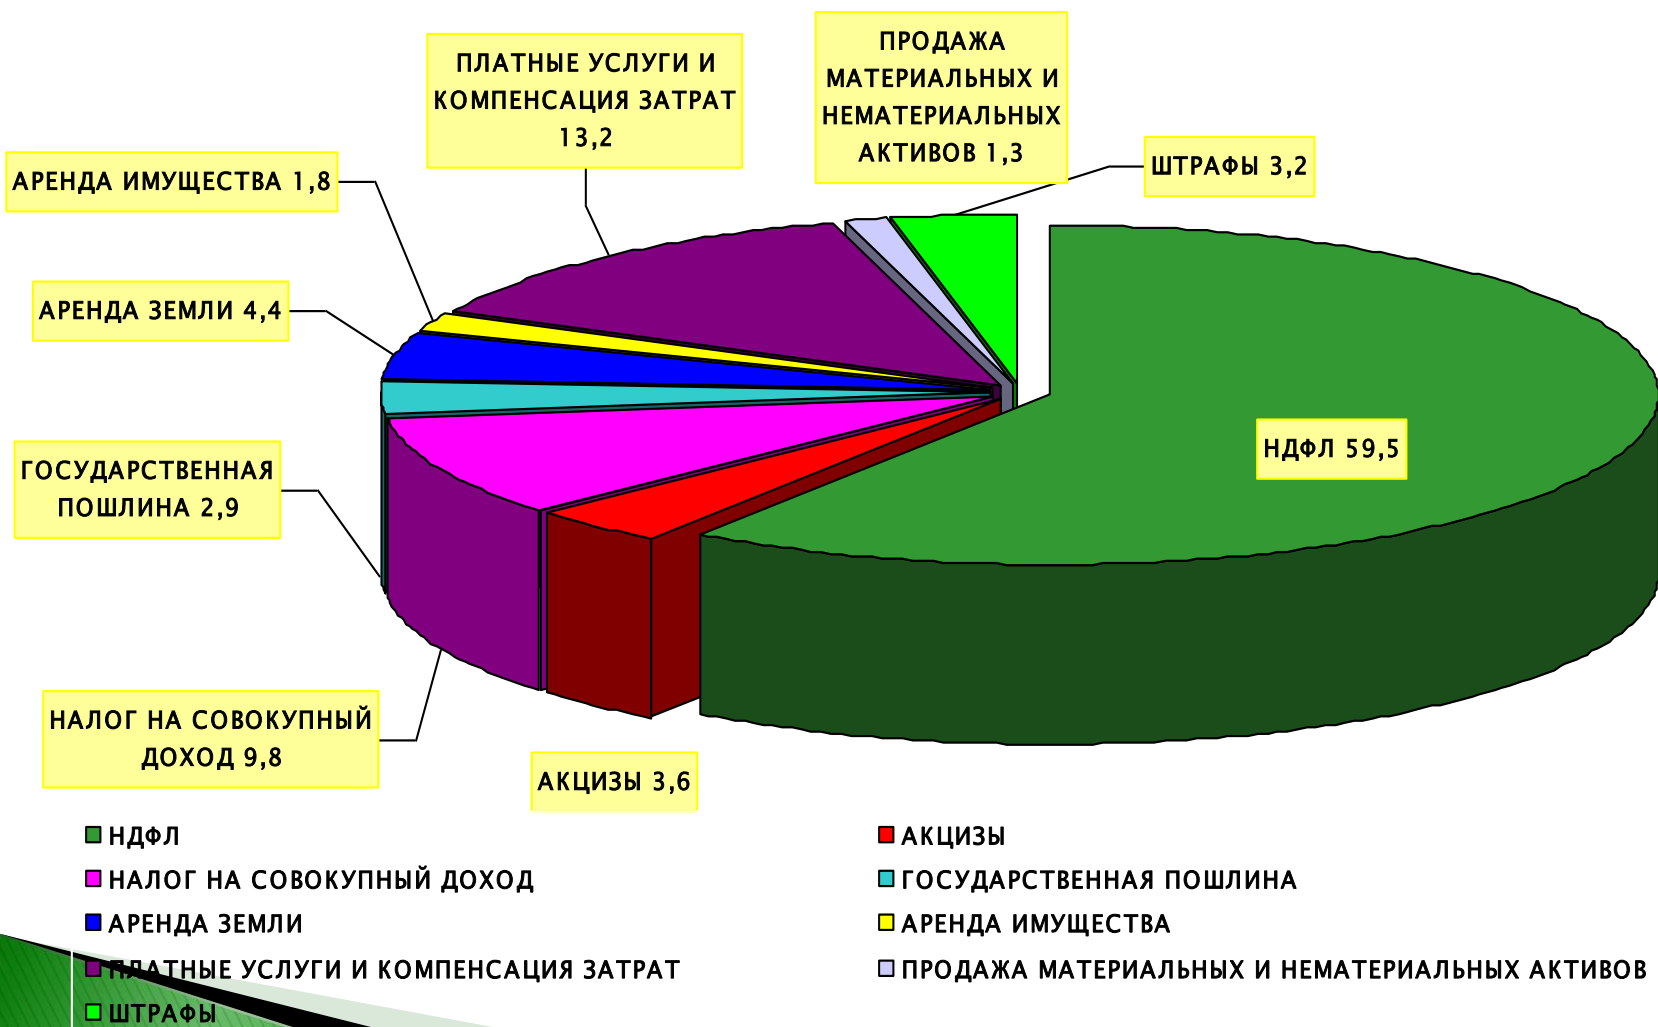 ПЛАТНЫЕ УСЛУГИ И
КОМПЕНСАЦИЯ ЗАТРАТ
13,2
ПРОДАЖА
МАТЕРИАЛЬНЫХ И
НЕМАТЕРИАЛЬНЫХ
АКТИВОВ 1,3
ШТРАФЫ 3,2
АРЕНДА ИМУЩЕСТВА 1,8
АРЕНДА ЗЕМЛИ 4,4
НДФЛ 59,5
ГОСУДАРСТВЕННАЯ
ПОШЛИНА 2,9
НАЛОГ НА СОВОКУПНЫЙ
ДОХОД 9,8
АКЦИЗЫ 3,6
НДФЛ
АКЦИЗЫ
НАЛОГ НА СОВОКУПНЫЙ ДОХОД
ГОСУДАРСТВЕННАЯ ПОШЛИНА
АРЕНДА ЗЕМЛИ
АРЕНДА ИМУЩЕСТВА
ПЛАТНЫЕ УСЛУГИ И КОМПЕНСАЦИЯ ЗАТРАТ
ПРОДАЖА МАТЕРИАЛЬНЫХ И НЕМАТЕРИАЛЬНЫХ АКТИВОВ
ШТРАФЫ